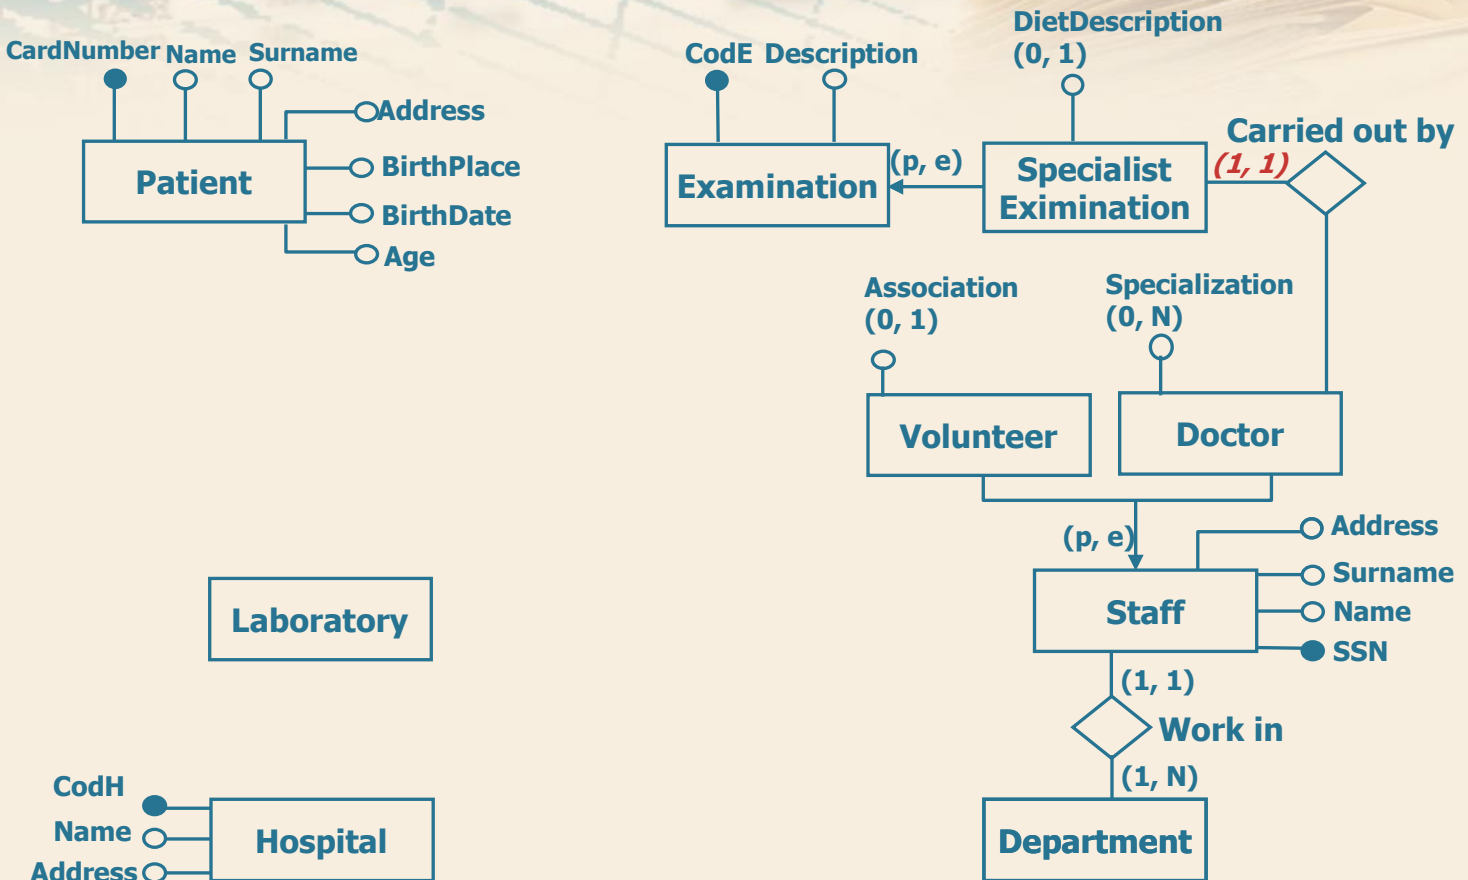 CardNumber Name Surname
Address
BirthPlace
BirthDate
Age
Patient
CodE Description
DietDescription
(0, 1)
Carried out by
Examination
(p, e)
Specialist
Eximination
(1, 1)
Association
(0, 1)
Specialization
(0, N)
Volunteer
Doctor
(p, e)
Address
Surname
Name
SSN
Staff
Laboratory
(1, 1)
Work in
(1, N)
CodH
Name
Address
Hospital
Department